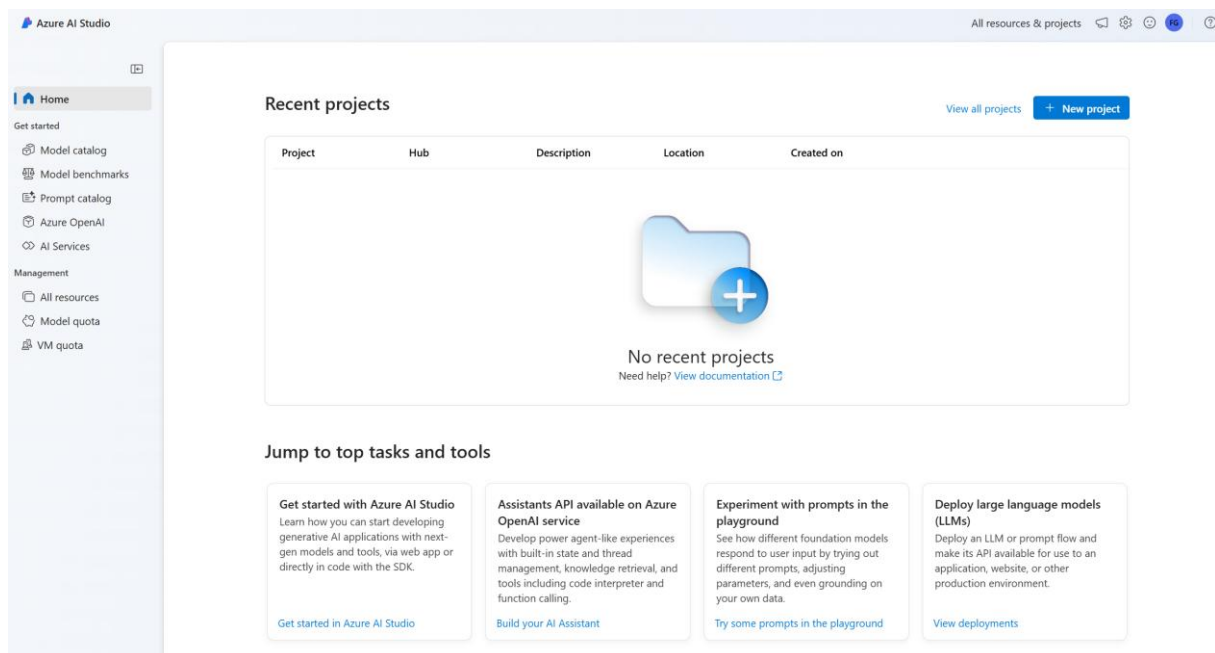 Azure AI Studio
All resources & projects
FG
Home
Get started
Model catalog
Model benchmarks
Prompt catalog
Azure OpenAI
AI Services
Management
All resources
Model quota
VM quota
Recent projects
View all projects
+ New project
Project Hub Description Location Created on
No recent projects
Need help? View documentation
Jump to top tasks and tools
Get started with Azure AI Studio
Learn how you can start developing
generative AI applications with next-
gen models and tools, via web app or
directly in code with the SDK.
Get started in Azure AI Studio
Assistants API available on Azure
OpenAI service
Develop power agent-like experiences
with built-in state and thread
management, knowledge retrieval, and
tools including code interpreter and
function calling.
Build your AI Assistant
Experiment with prompts in the
playground
See how different foundation models
respond to user input by trying out
different prompts, adjusting
parameters, and even grounding on
your own data.
Try some prompts in the playground
Deploy large language models
(LLMs)
Deploy an LLM or prompt flow and
make its API available for use to an
application, website, or other
production environment.
View deployments